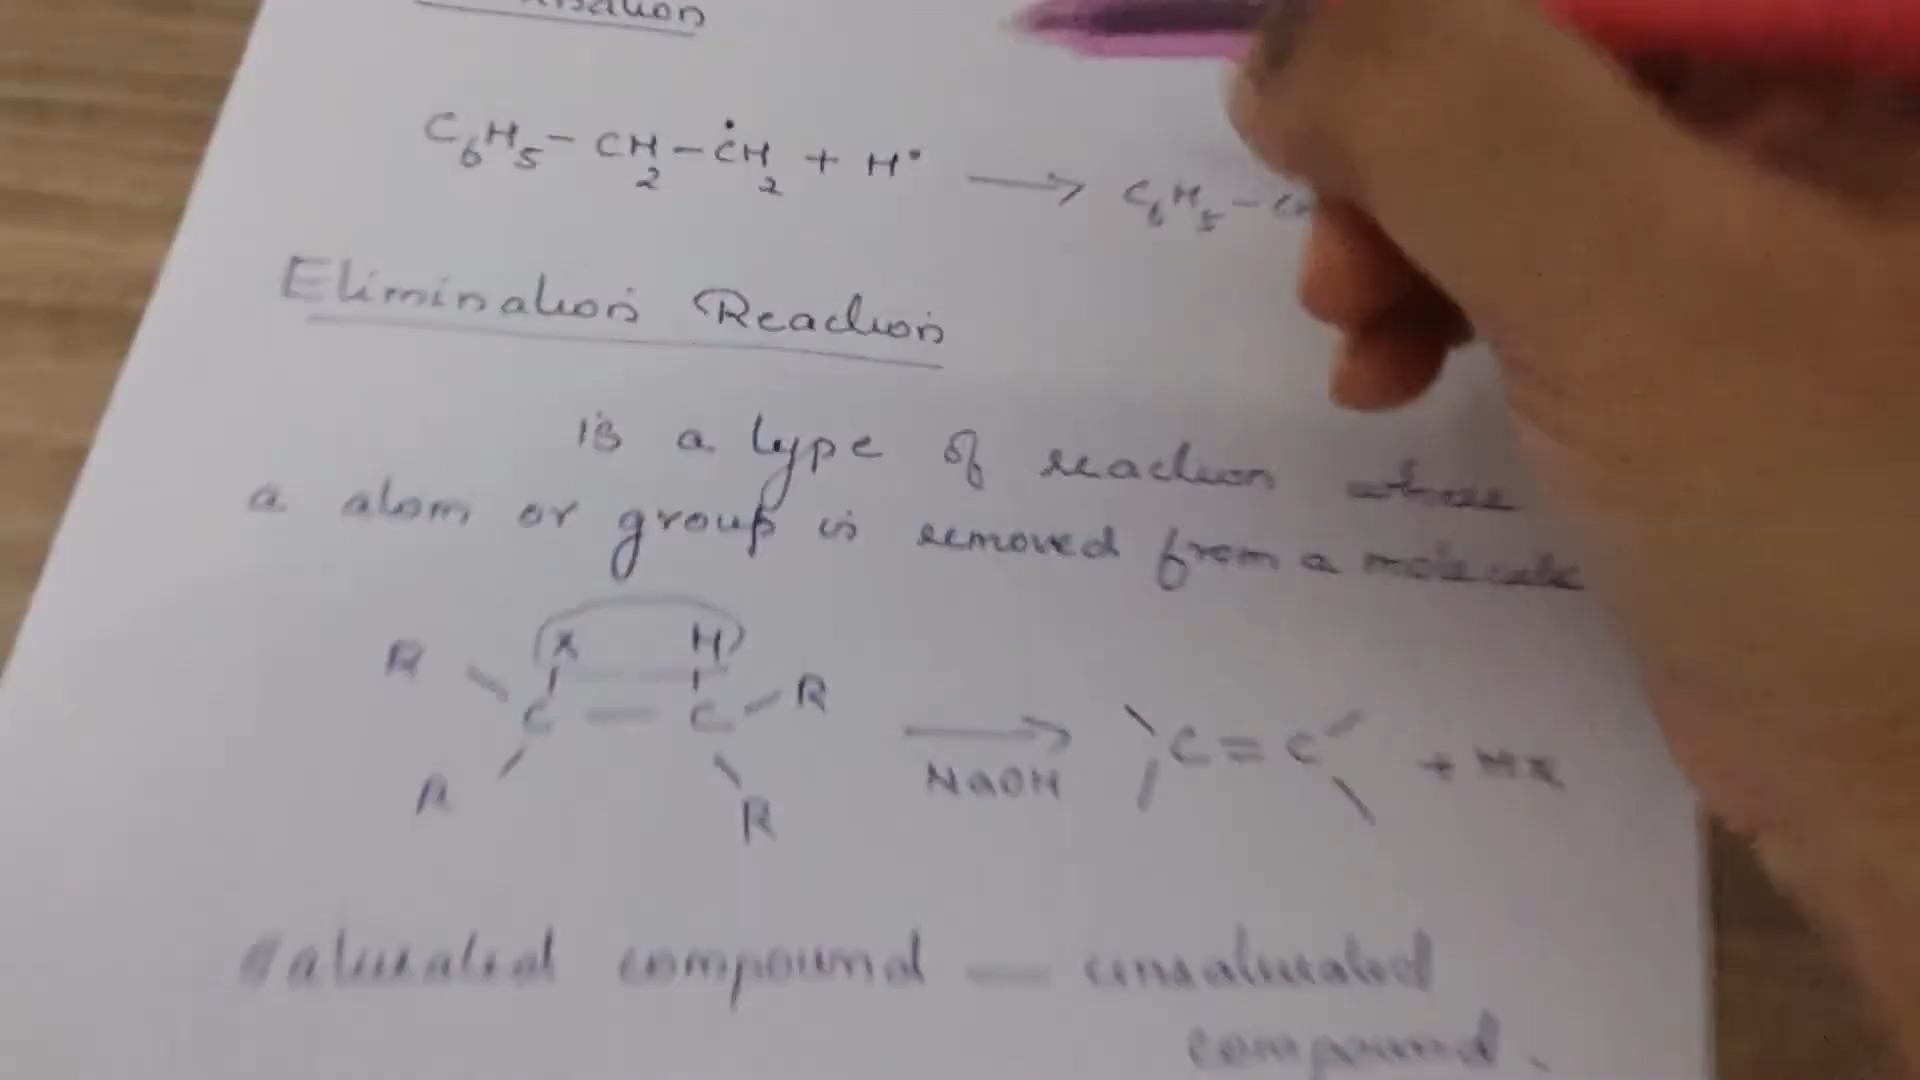 C6H5 - CH2 - ĊH2 + H• → C6H5 -
Elimination Reaction
is a type of reaction where
a atom or group is removed from a molecule
X H
R C — C R → C = C + HX
NaOH
R R
saturated compound — unsaturated
compound.